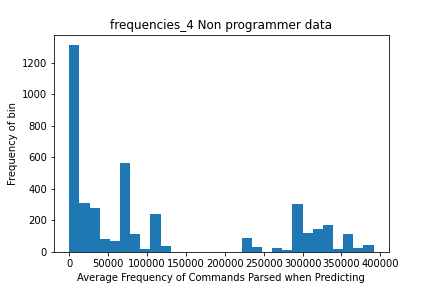 frequencies_4 Non programmer data
Frequency of bin
1200
1000
800
600
400
200
0
0 50000 100000 150000 200000 250000 300000 350000 400000
Average Frequency of Commands Parsed when Predicting